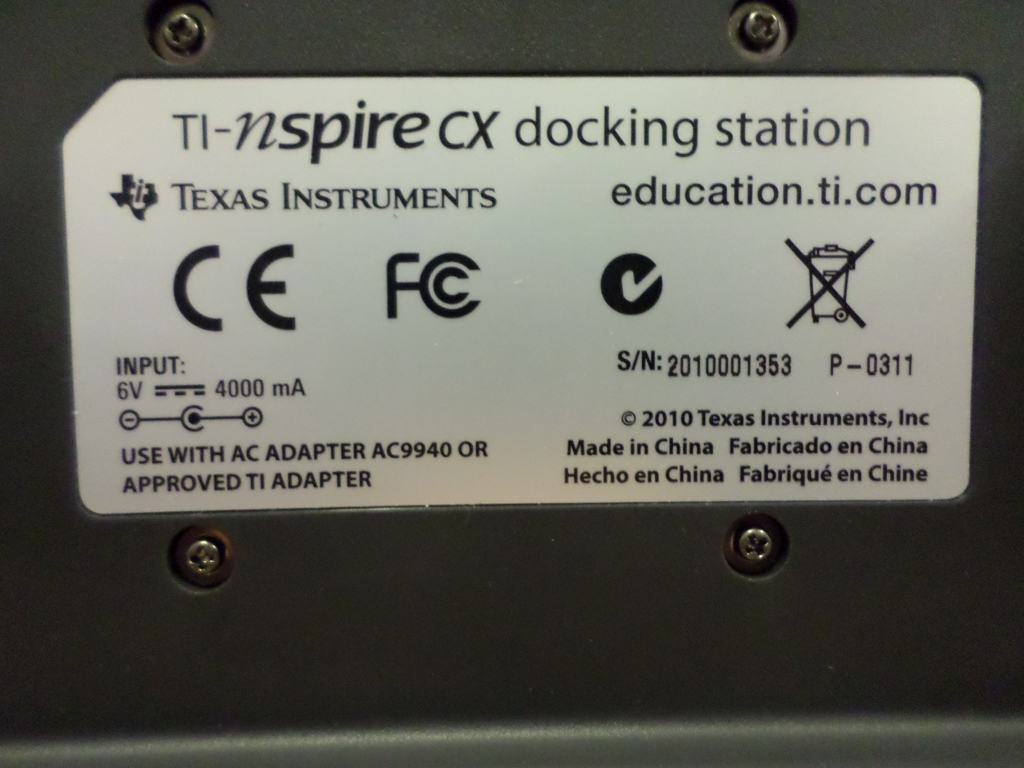 TI-nspire CX docking station
TEXAS INSTRUMENTS
education.ti.com
CE FC
INPUT:
6V 4000 mA
USE WITH AC ADAPTER AC9940 OR
APPROVED TI ADAPTER
S/N: 2010001353 P-0311
© 2010 Texas Instruments, Inc
Made in China Fabricado en China
Hecho en China Fabriqué en Chine